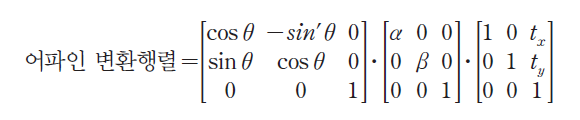 어파인 변환행렬 = [cos θ -sin′θ 0; sin θ cos θ 0; 0 0 1] · [α 0 0; 0 β 0; 0 0 1] · [1 0 tₓ; 0 1 t_y; 0 0 1]